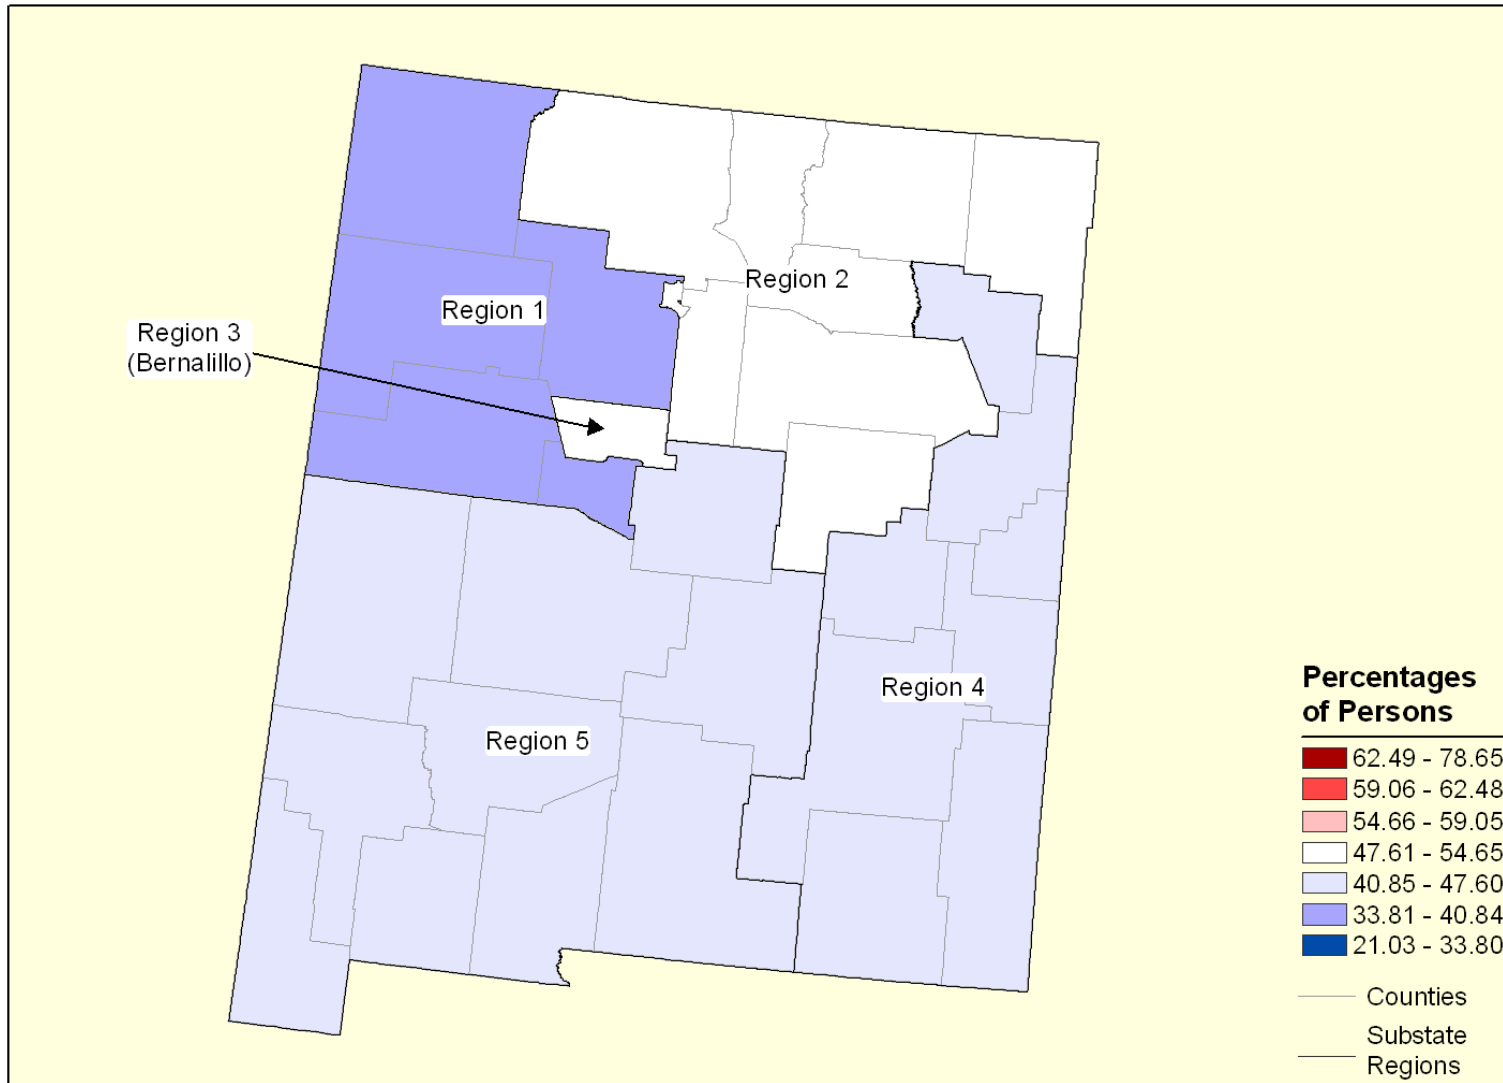 Region 2
Region 1
Region 3
(Bernalillo)
Region 4
Region 5
Percentages
of Persons
62.49 - 78.65
59.06 - 62.48
54.66 - 59.05
47.61 - 54.65
40.85 - 47.60
33.81 - 40.84
21.03 - 33.80
Counties
Substate
Regions